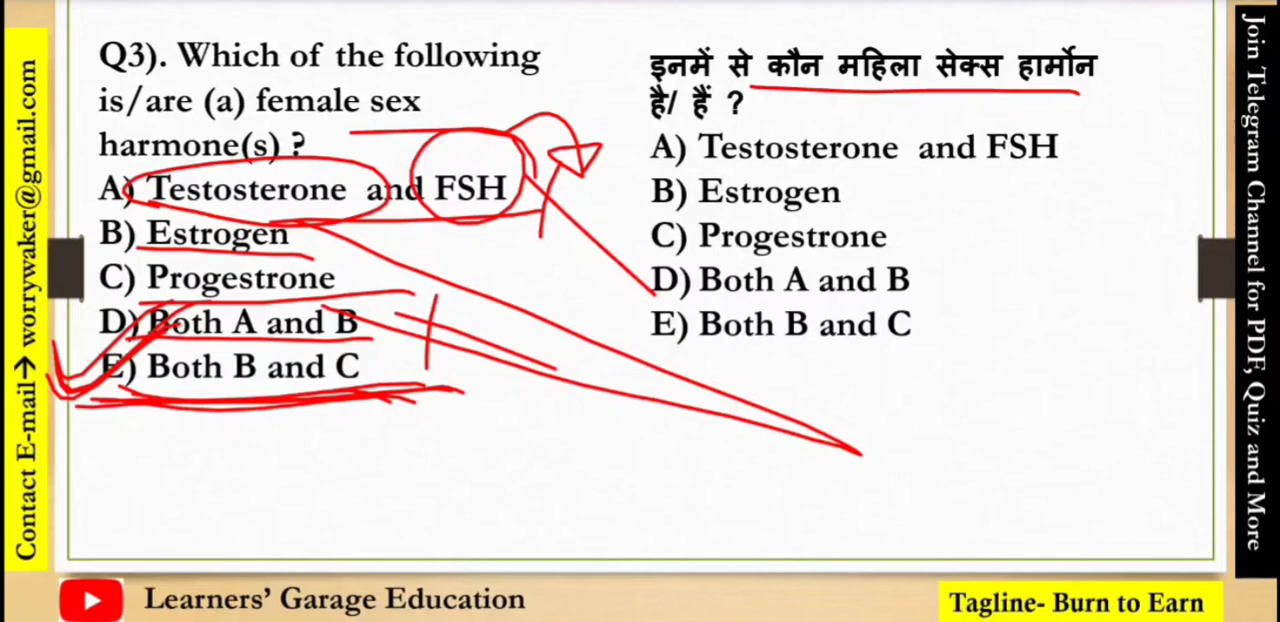 Q3). Which of the following
is/are (a) female sex
harmone(s) ?
A) Testosterone and FSH
B) Estrogen
C) Progestrone
D) Both A and B
E) Both B and C
इनमें से कौन महिला सेक्स हार्मोन
है/ हैं ?
A) Testosterone and FSH
B) Estrogen
C) Progestrone
D) Both A and B
E) Both B and C
Contact E-mail→ worrywaker@gmail.com
Join Telegram Channel for PDF, Quiz and More
Learners’ Garage Education
Tagline- Burn to Earn